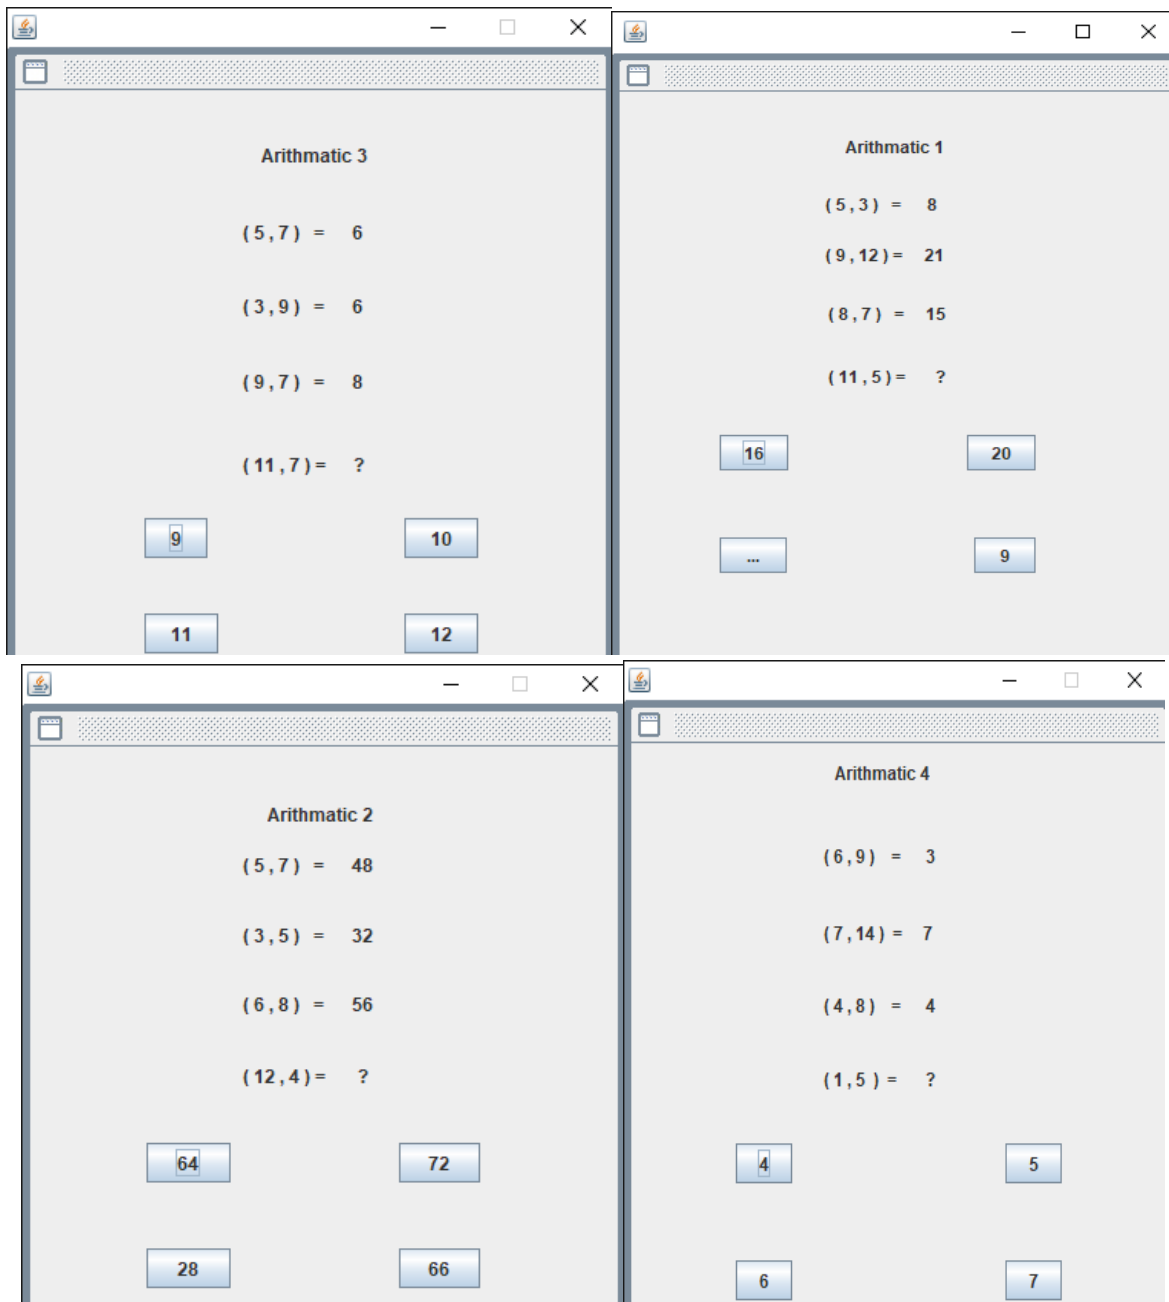 Arithmatic 3
( 5 , 7 ) = 6
( 3 , 9 ) = 6
( 9 , 7 ) = 8
( 11 , 7 ) = ?
9 10
11 12
Arithmatic 1
( 5 , 3 ) = 8
( 9 , 12 ) = 21
( 8 , 7 ) = 15
( 11 , 5 ) = ?
16 20
... 9
Arithmatic 2
( 5 , 7 ) = 48
( 3 , 5 ) = 32
( 6 , 8 ) = 56
( 12 , 4 ) = ?
64 72
28 66
Arithmatic 4
( 6 , 9 ) = 3
( 7 , 14 ) = 7
( 4 , 8 ) = 4
( 1 , 5 ) = ?
4 5
6 7